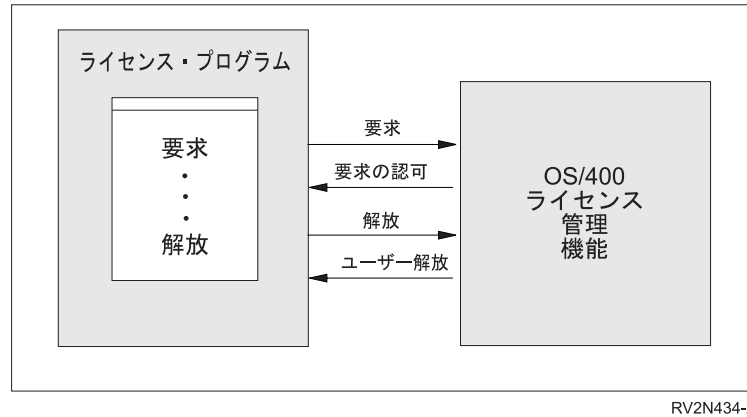 ライセンス・プログラム
要求
・
・
・
解放
要求
要求の認可
解放
ユーザー解放
OS/400
ライセンス
管理
機能
RV2N434-